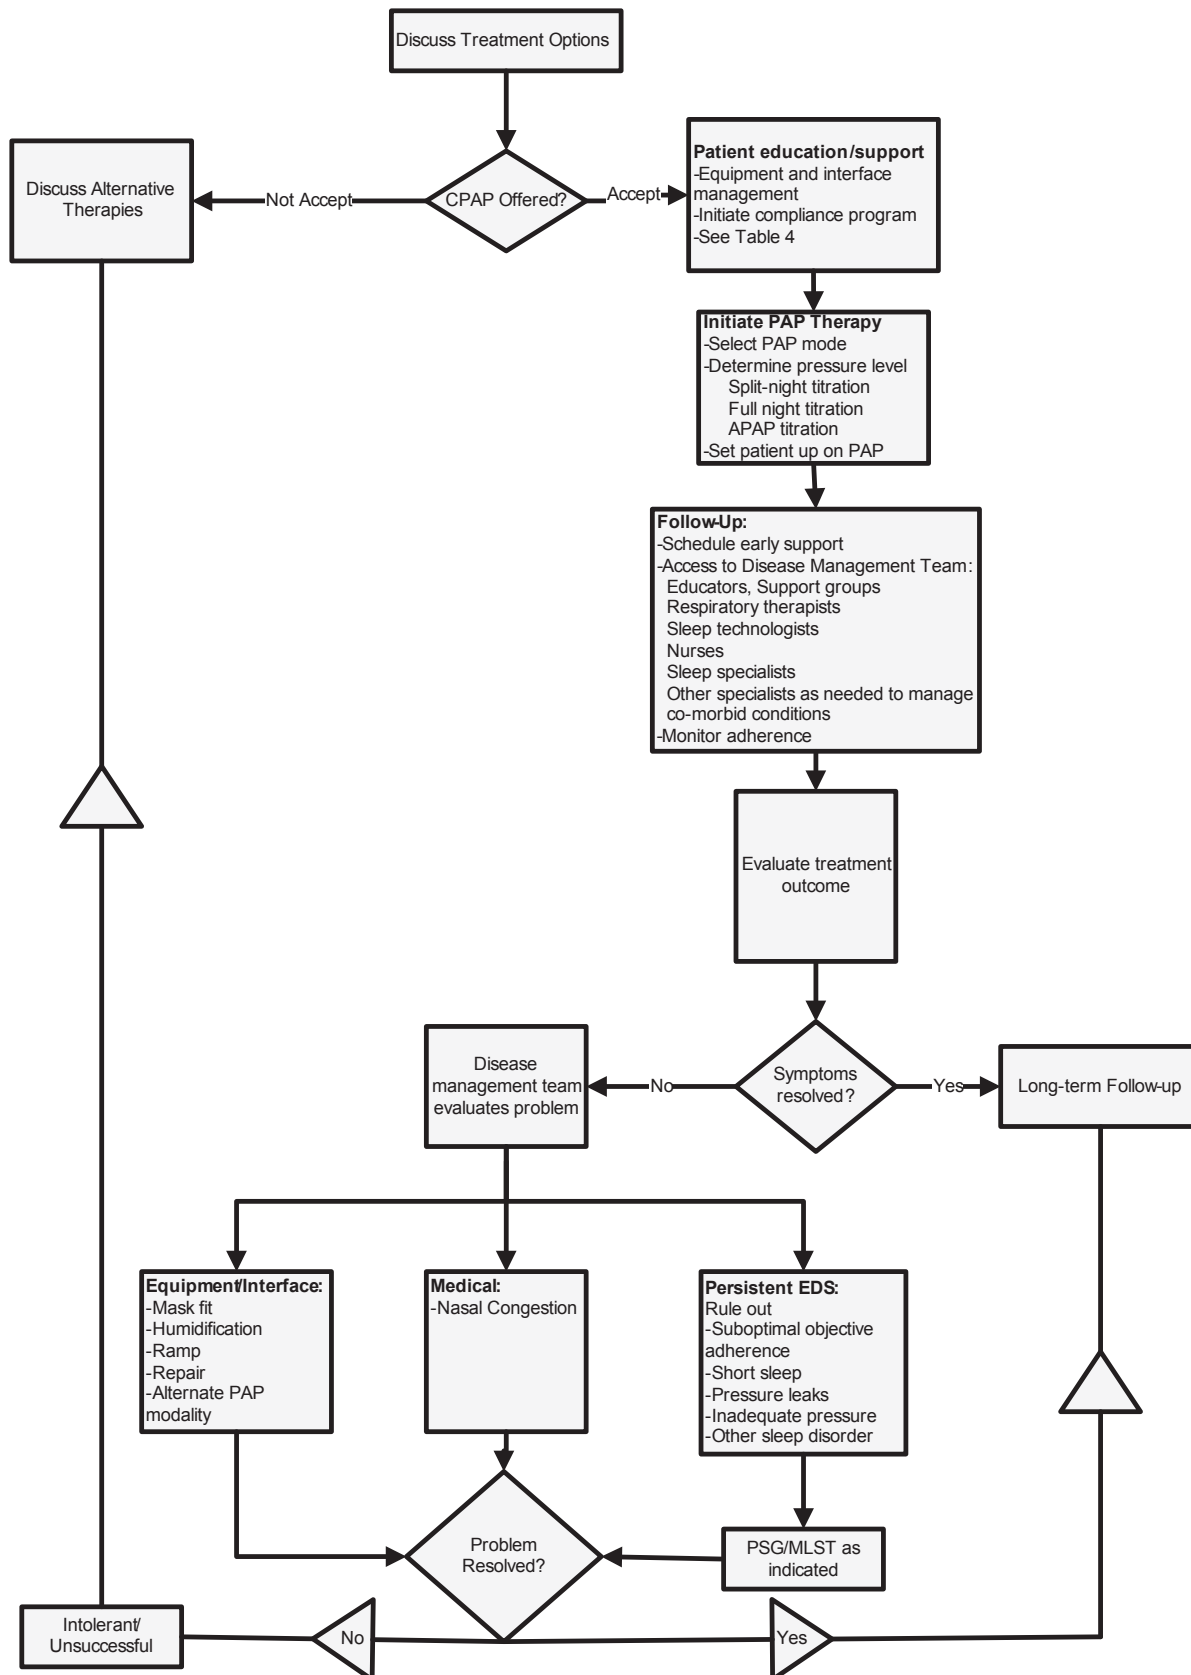 Discuss Treatment Options
Discuss Alternative
Therapies
Not Accept
CPAP Offered?
Accept
Patient education/support
-Equipment and interface
management
-Initiate compliance program
-See Table 4
Initiate PAP Therapy
-Select PAP mode
-Determine pressure level
Split-night titration
Full night titration
APAP titration
-Set patient up on PAP
Follow-Up:
-Schedule early support
-Access to Disease Management Team:
Educators, Support groups
Respiratory therapists
Sleep technologists
Nurses
Sleep specialists
Other specialists as needed to manage
co-morbid conditions
-Monitor adherence
Evaluate treatment
outcome
Disease
management team
evaluates problem
No
Symptoms
resolved?
Yes
Long-term Follow-up
Equipment/Interface:
-Mask fit
-Humidification
-Ramp
-Repair
-Alternate PAP
modality
Medical:
-Nasal Congestion
Persistent EDS:
Rule out
-Suboptimal objective
adherence
-Short sleep
-Pressure leaks
-Inadequate pressure
-Other sleep disorder
Problem
Resolved?
PSG/MLST as
indicated
Intolerant/
Unsuccessful
No
Yes